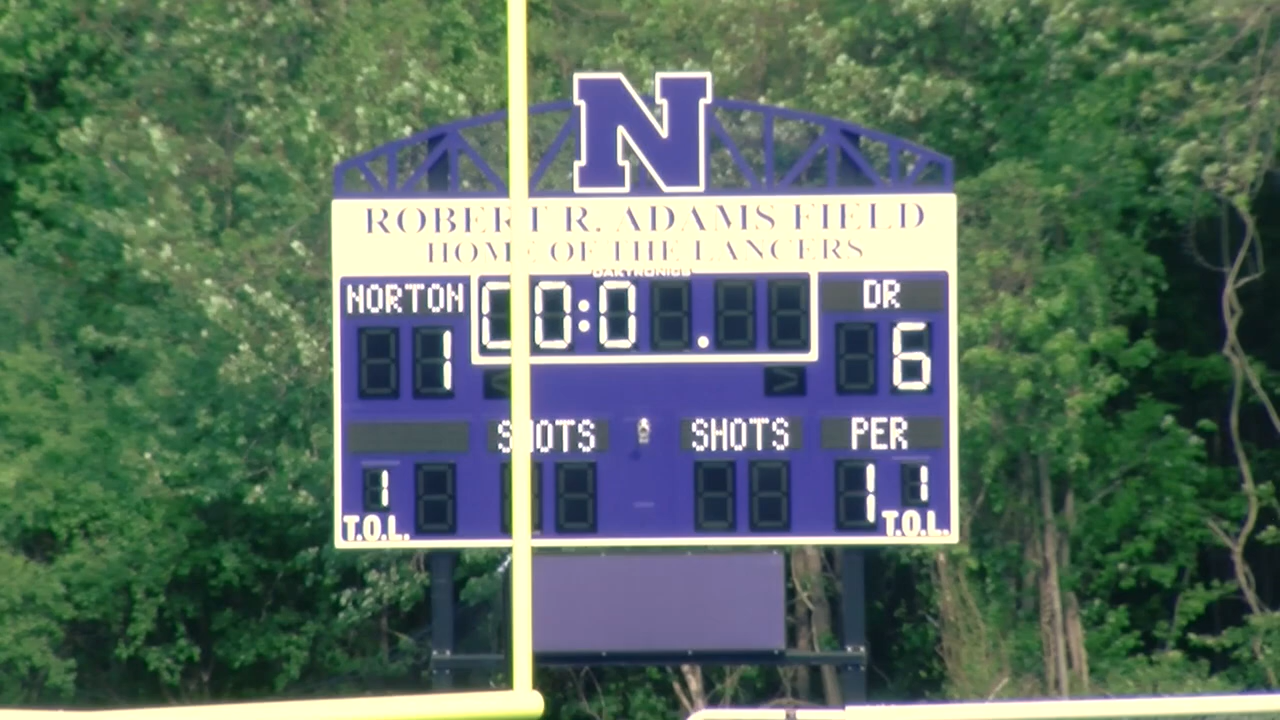 N
ROBERT R. ADAMS FIELD
HOME OF THE LANCERS
DAKTRONICS
NORTON 00:0 . DR
1 6
SHOTS SHOTS PER
1 1 1
T.O.L. T.O.L.